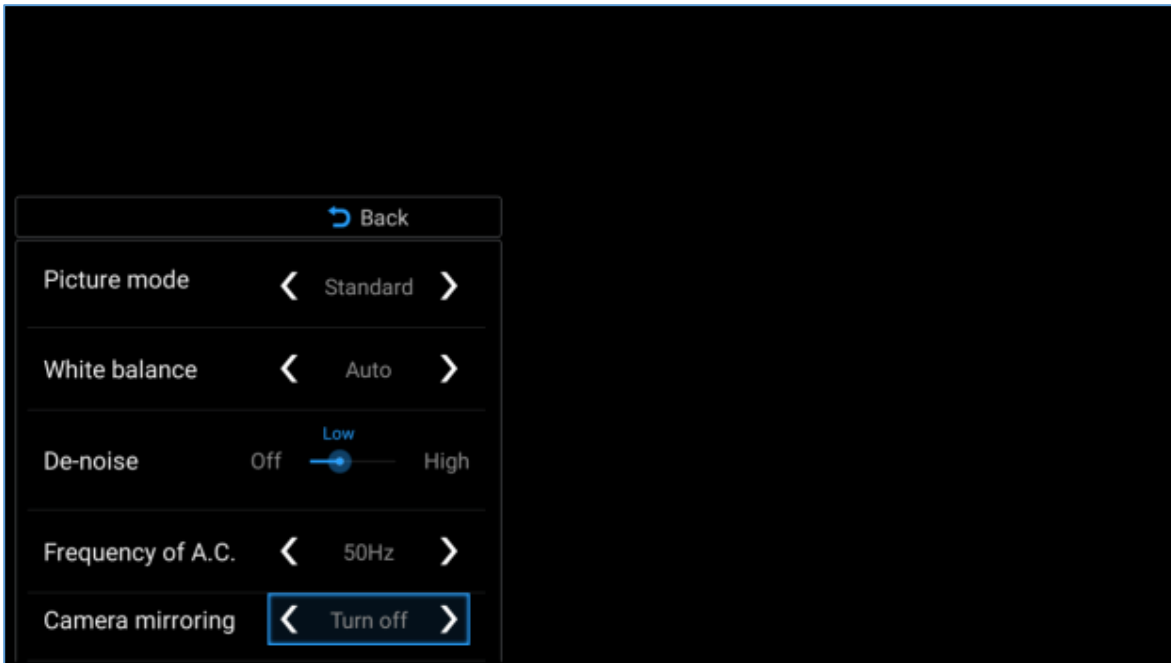 Back
Picture mode Standard
White balance Auto
Low
De-noise Off High
Frequency of A.C. 50Hz
Camera mirroring Turn off